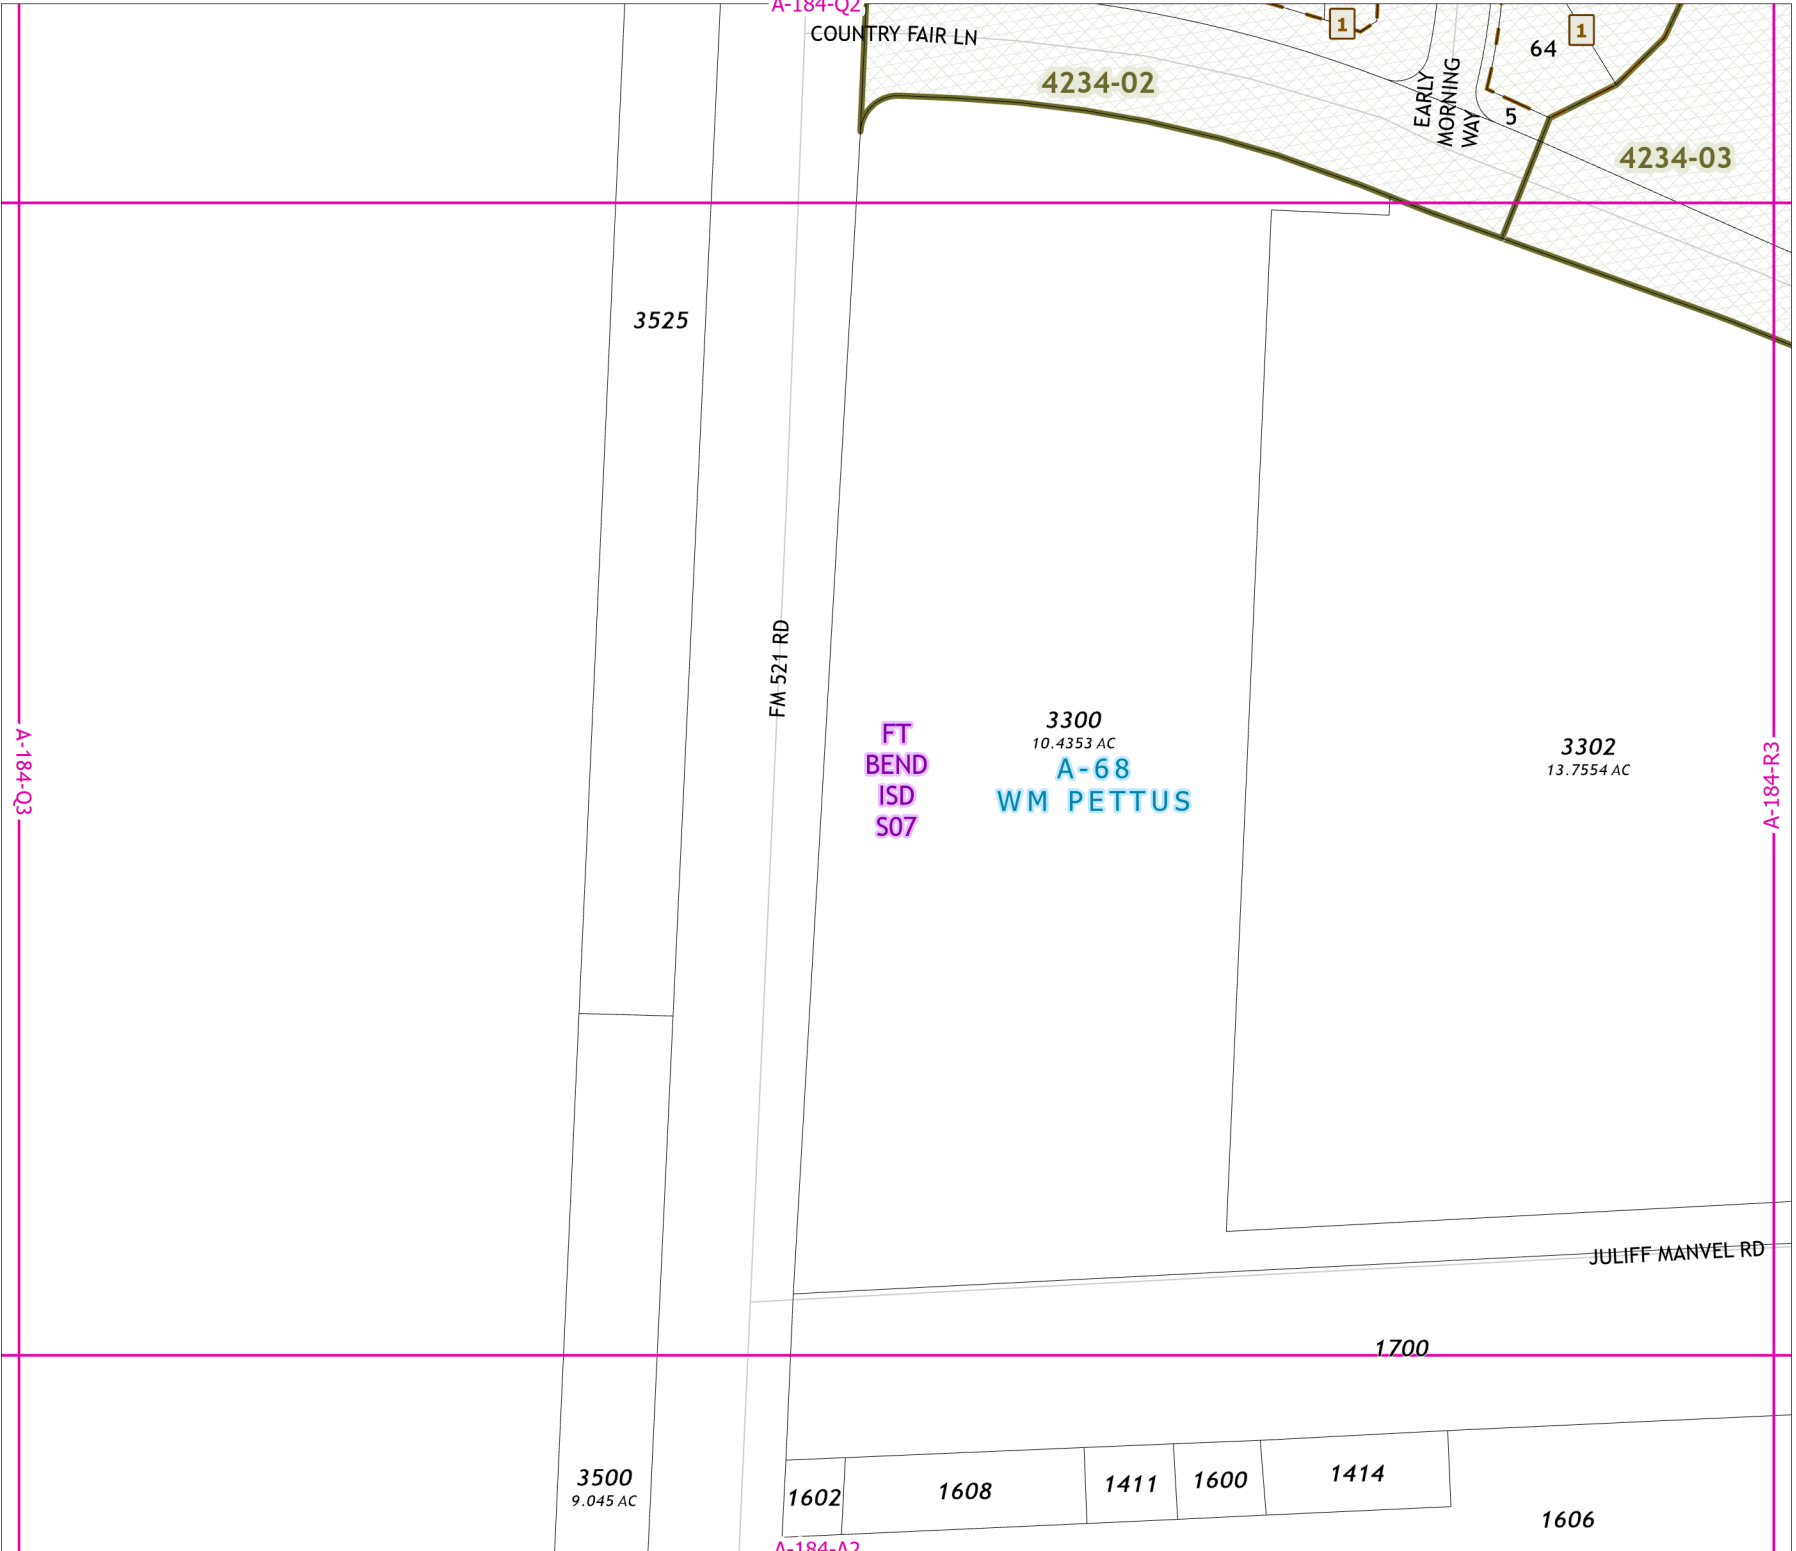 A-184-Q2
COUNTRY FAIR LN
1
1
64
4234-02
EARLY
MORNING
WAY
5
4234-03
3525
FM 521 RD
FT
BEND
ISD
S07
3300
10.4353 AC
A-68
WM PETTUS
3302
13.7554 AC
A-184-Q3
A-184-R3
JULIFF MANVEL RD
1700
3500
9.045 AC
1602
1608
1411
1600
1414
1606
A-184-A2